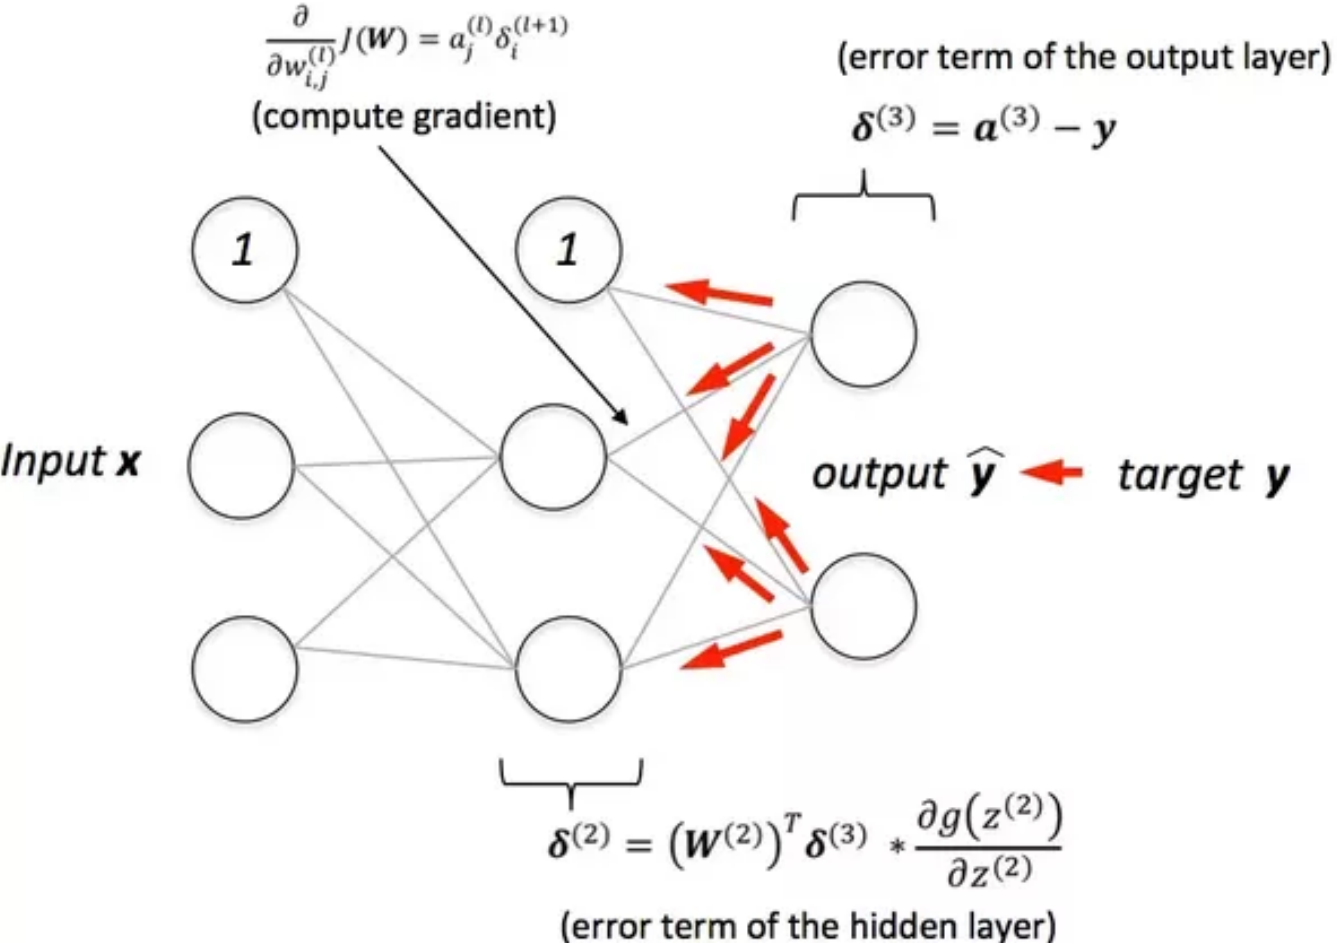 ∂/∂w_{i,j}^{(l)} J(W) = a_j^{(l)} δ_i^{(l+1)}
(compute gradient)
(error term of the output layer)
δ^{(3)} = a^{(3)} − y
1
1
Input x
output ŷ
target y
δ^{(2)} = (W^{(2)})^T δ^{(3)} * ∂g(z^{(2)})/∂z^{(2)}
(error term of the hidden layer)